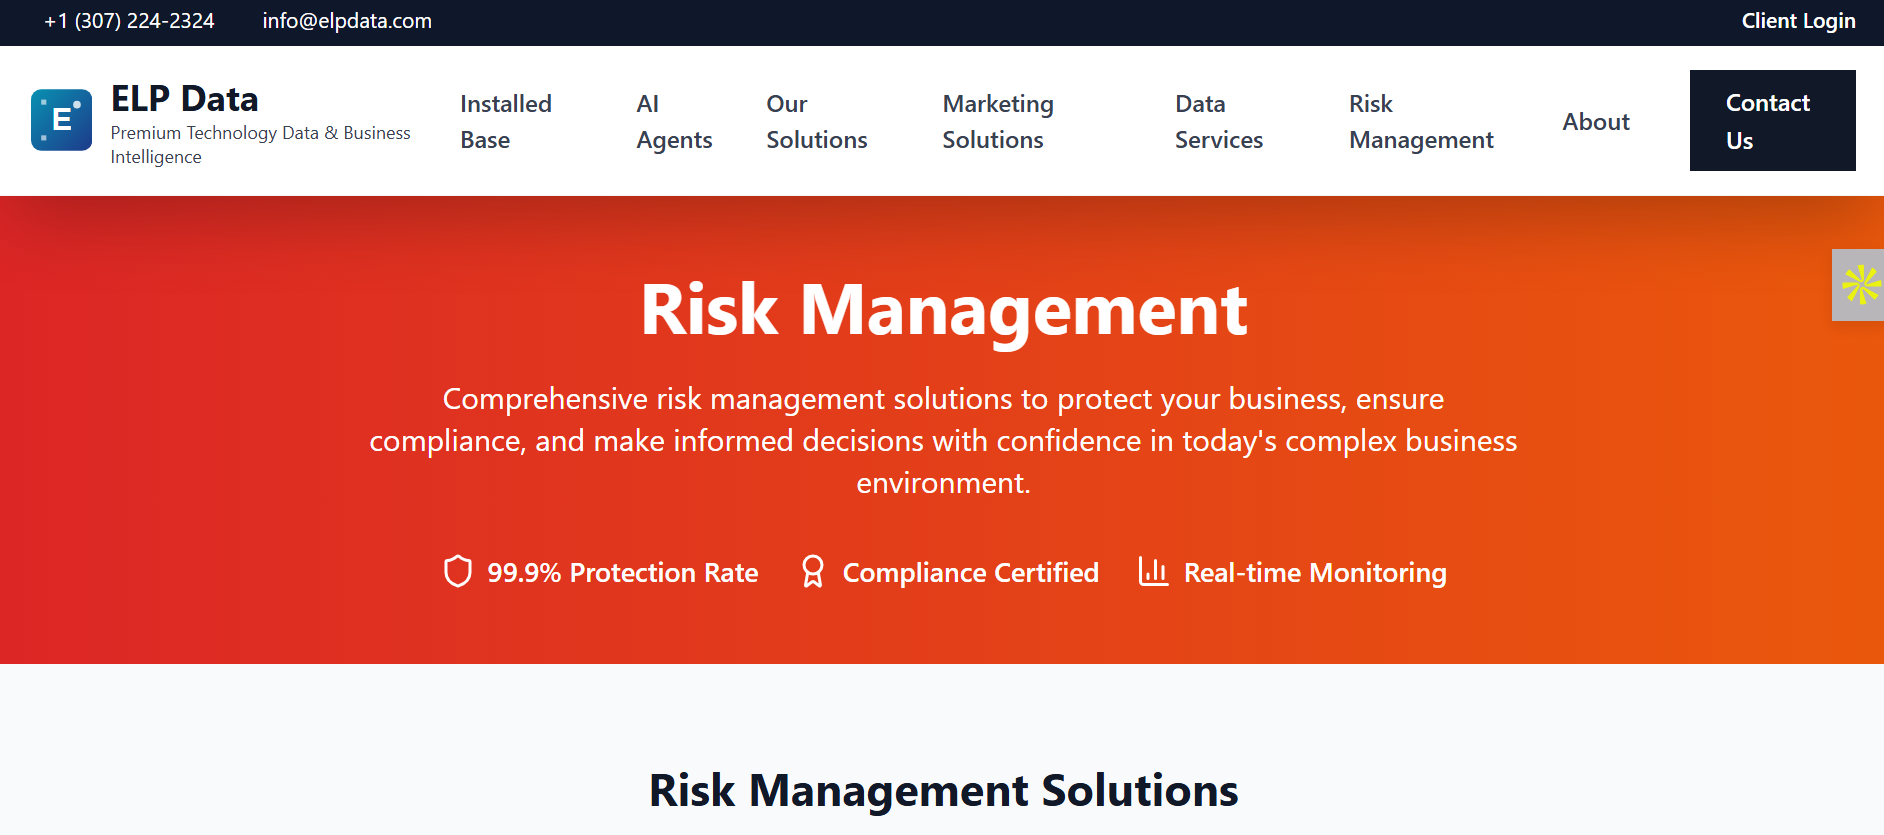 +1 (307) 224-2324 info@elpdata.com Client Login
E
ELP Data
Premium Technology Data & Business
Intelligence
Installed
Base
AI
Agents
Our
Solutions
Marketing
Solutions
Data
Services
Risk
Management
About
Contact
Us
Risk Management
Comprehensive risk management solutions to protect your business, ensure
compliance, and make informed decisions with confidence in today's complex business
environment.
99.9% Protection Rate Compliance Certified Real-time Monitoring
Risk Management Solutions